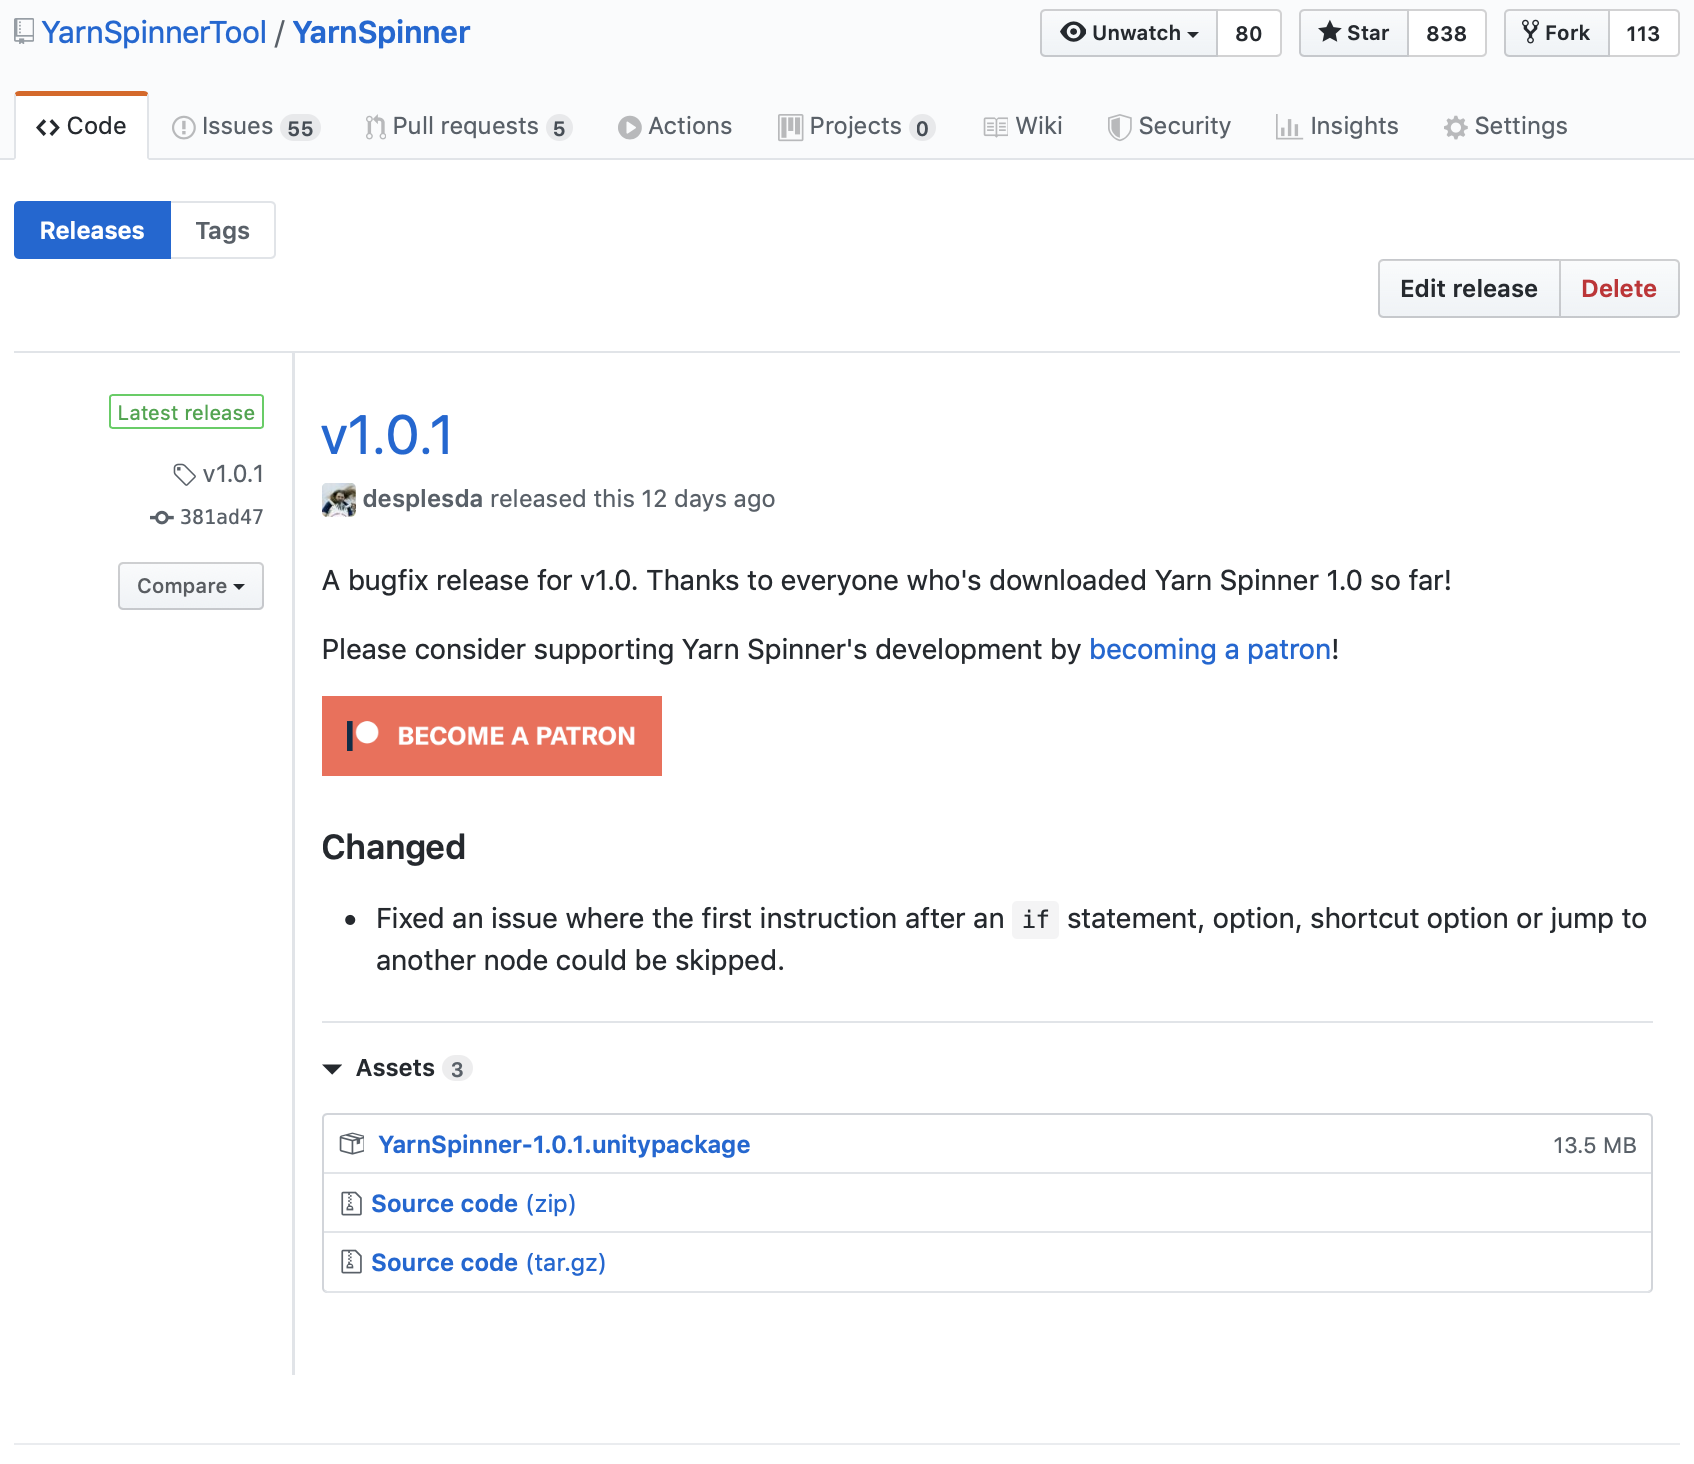 YarnSpinnerTool / YarnSpinner
Unwatch 80
Star 838
Fork 113
Code
Issues 55
Pull requests 5
Actions
Projects 0
Wiki
Security
Insights
Settings
Releases
Tags
Edit release
Delete
Latest release
v1.0.1
381ad47
Compare
v1.0.1
desplesda released this 12 days ago
A bugfix release for v1.0. Thanks to everyone who's downloaded Yarn Spinner 1.0 so far!
Please consider supporting Yarn Spinner's development by becoming a patron!
BECOME A PATRON
Changed
Fixed an issue where the first instruction after an if statement, option, shortcut option or jump to
another node could be skipped.
Assets 3
YarnSpinner-1.0.1.unitypackage 13.5 MB
Source code (zip)
Source code (tar.gz)